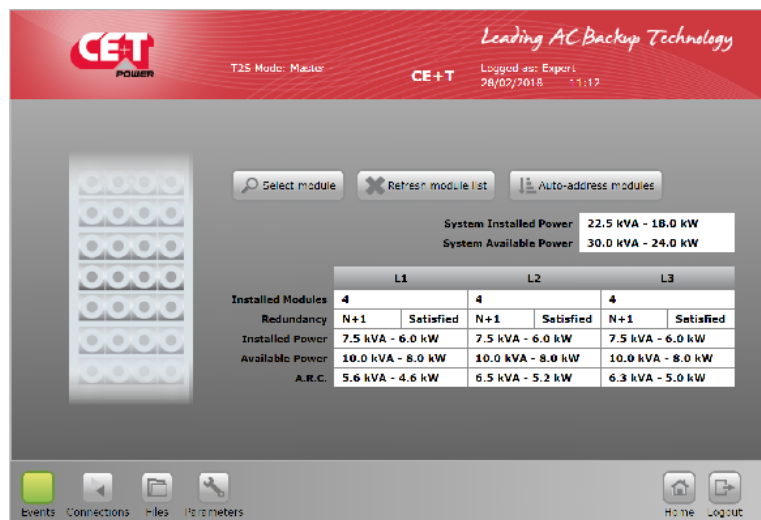 CE+T
POWER
Leading AC Backup Technology
T2S Mode: Master
CE+T
Logged as: Expert
28/02/2018 11:12
Select module
Refresh module list
Auto-address modules
System Installed Power 22.5 kVA - 18.0 kW
System Available Power 30.0 kVA - 24.0 kW
L1 L2 L3
Installed Modules 4 4 4
Redundancy N+1 Satisfied N+1 Satisfied N+1 Satisfied
Installed Power 7.5 kVA - 6.0 kW 7.5 kVA - 6.0 kW 7.5 kVA - 6.0 kW
Available Power 10.0 kVA - 8.0 kW 10.0 kVA - 8.0 kW 10.0 kVA - 8.0 kW
A.R.C. 5.6 kVA - 4.6 kW 6.5 kVA - 5.2 kW 6.3 kVA - 5.0 kW
Events Connections Files Parameters Home Logout